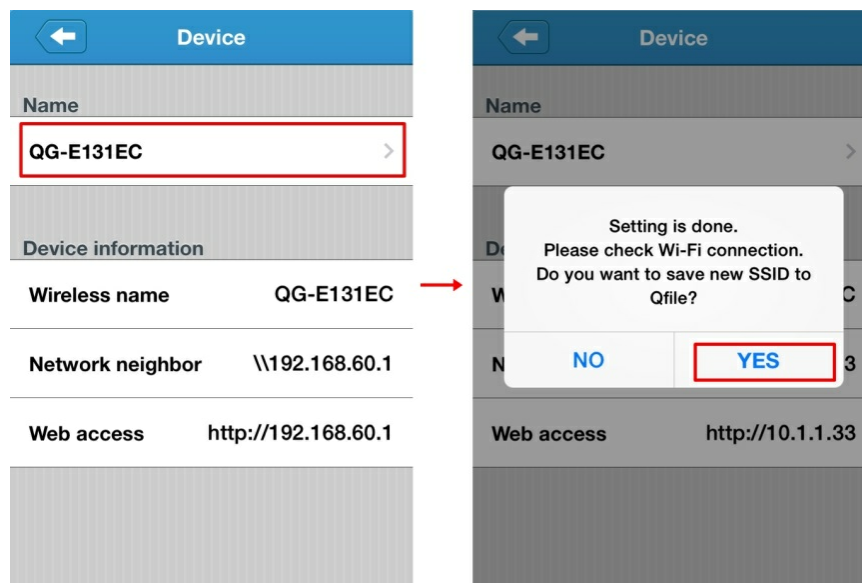 Device
Name
QG-E131EC
Device information
Wireless name QG-E131EC
Network neighbor \\192.168.60.1
Web access http://192.168.60.1
Device
Name
QG-E131EC
Setting is done.
Please check Wi-Fi connection.
Do you want to save new SSID to
Qfile?
NO YES
Web access http://10.1.1.33